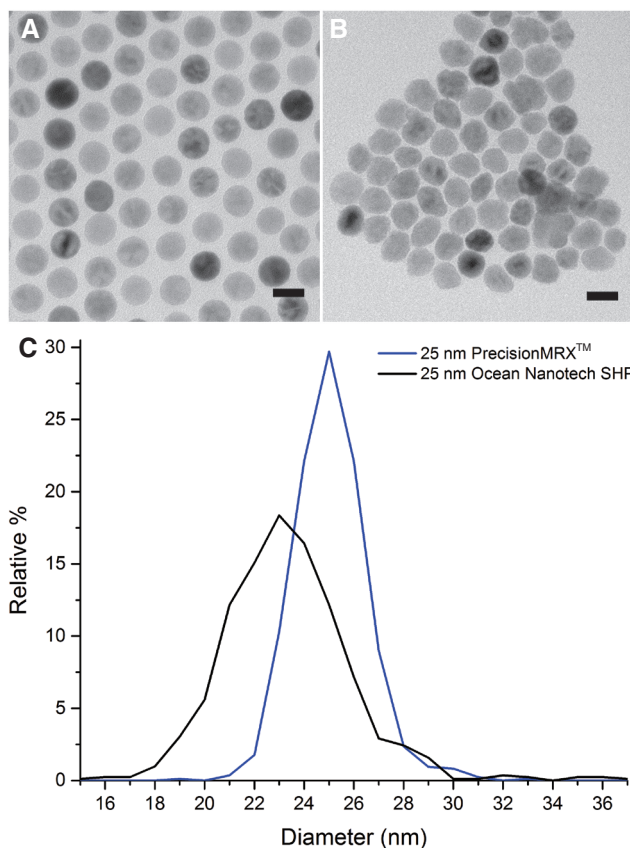 A
B
C
25 nm PrecisionMRX™
25 nm Ocean Nanotech SHP
30
25
20
15
10
5
0
Relative %
16 18 20 22 24 26 28 30 32 34 36
Diameter (nm)